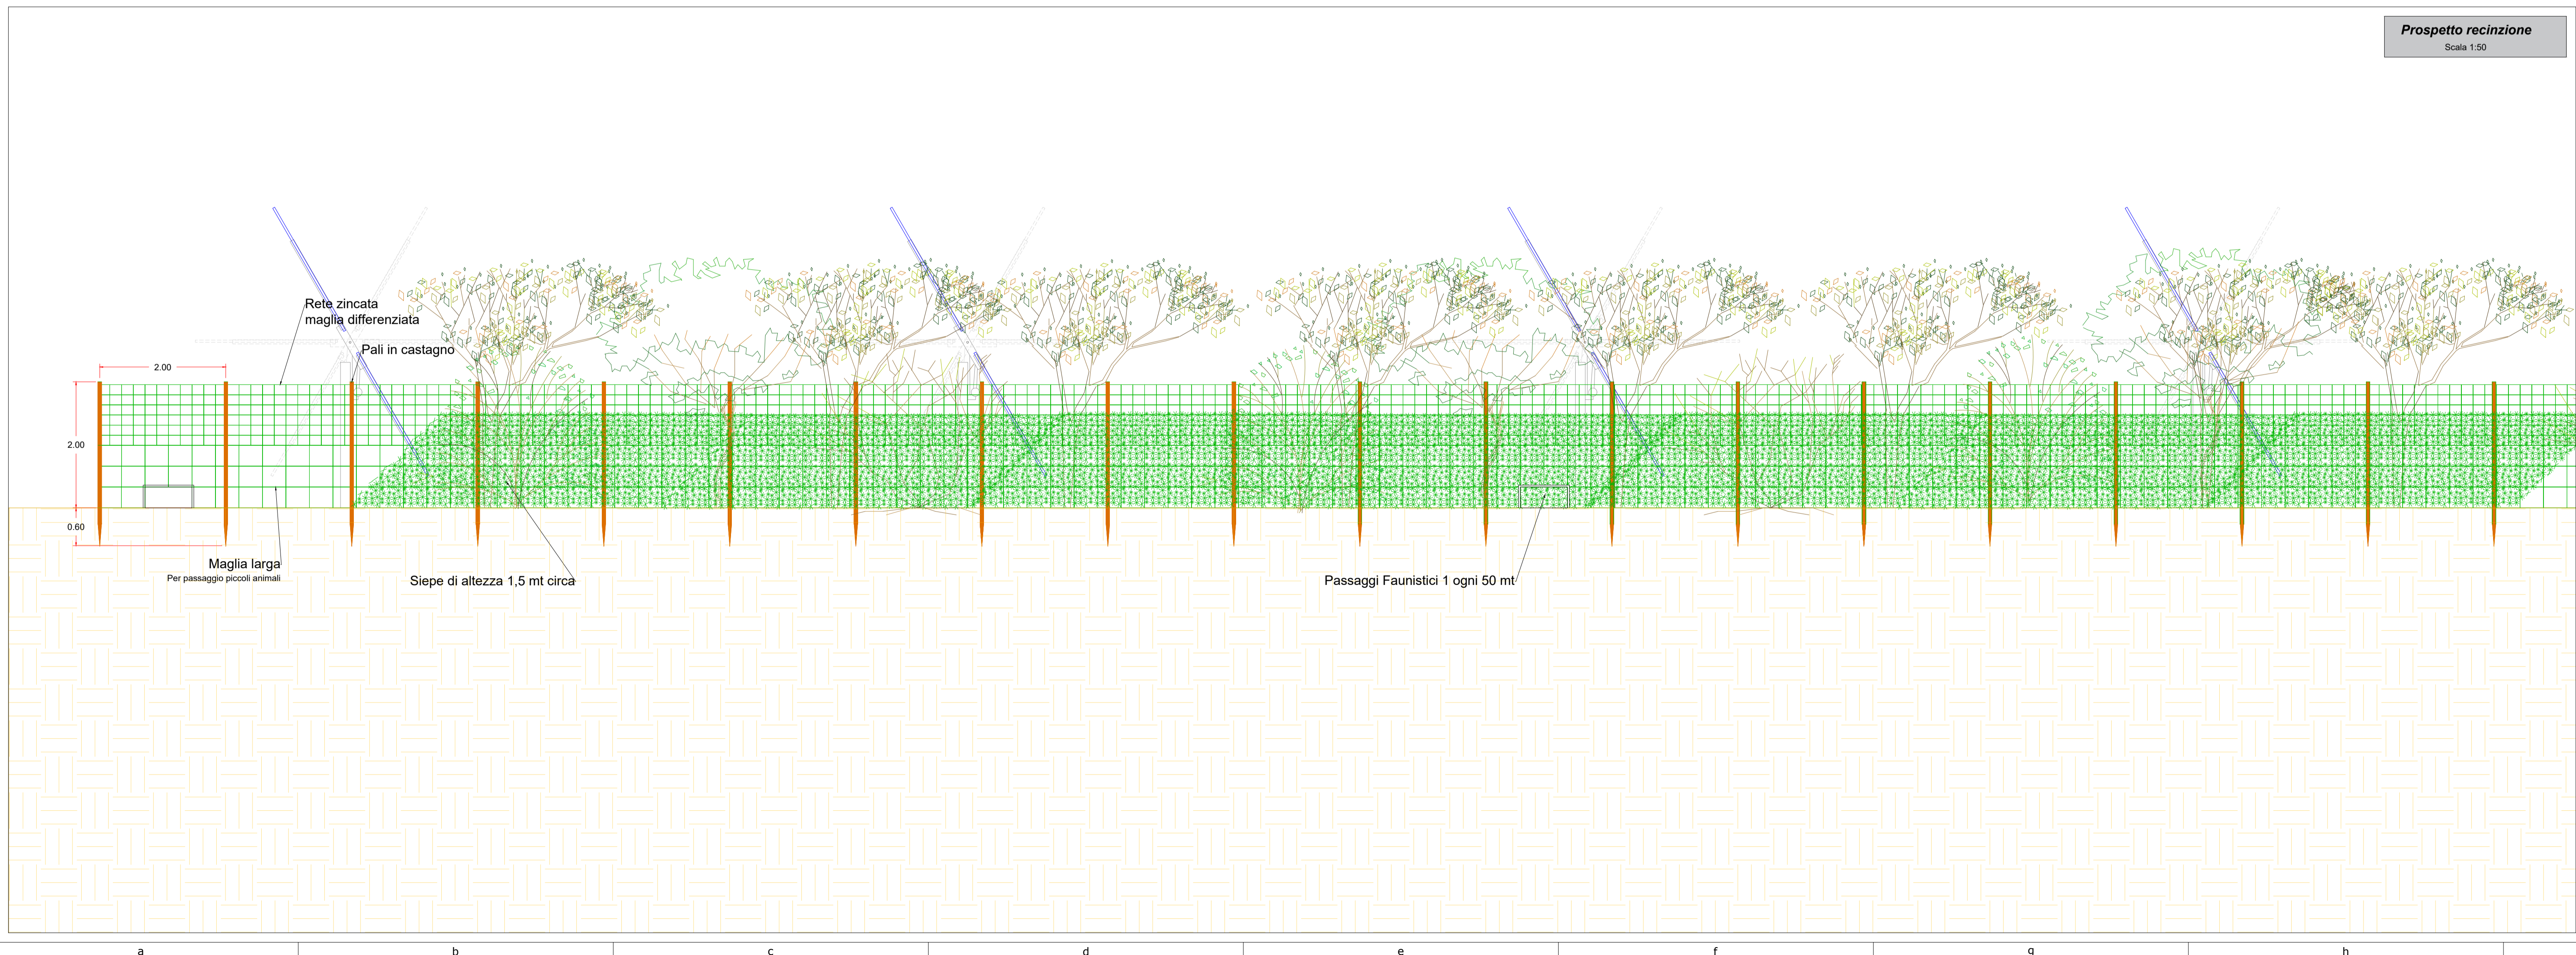 Prospetto recinzione
Scala 1:50
Rete zincata
maglia differenziata
Pali in castagno
2.00
2.00
0.60
Maglia larga
Per passaggio piccoli animali
Siepe di altezza 1,5 mt circa
Passaggi Faunistici 1 ogni 50 mt
a
b
c
d
e
f
g
h